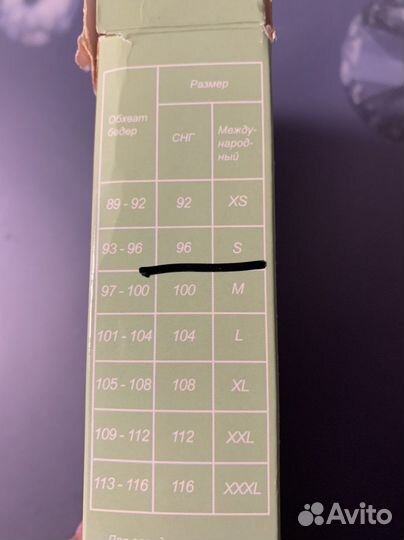 Размер
Обхват
бедер
СНГ
Между-
народ-
ный
89 - 92 92 XS
93 - 96 96 S
97 - 100 100 M
101 - 104 104 L
105 - 108 108 XL
109 - 112 112 XXL
113 - 116 116 XXXL
Avito